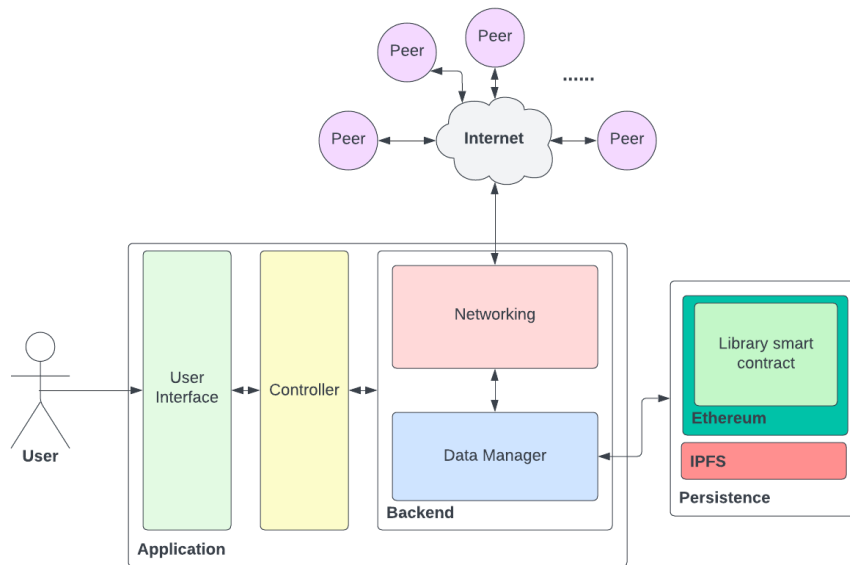 Peer
Peer
......
Peer
Internet
Peer
Networking
Library smart
contract
User
Interface
Controller
Ethereum
Data Manager
User
IPFS
Backend
Persistence
Application